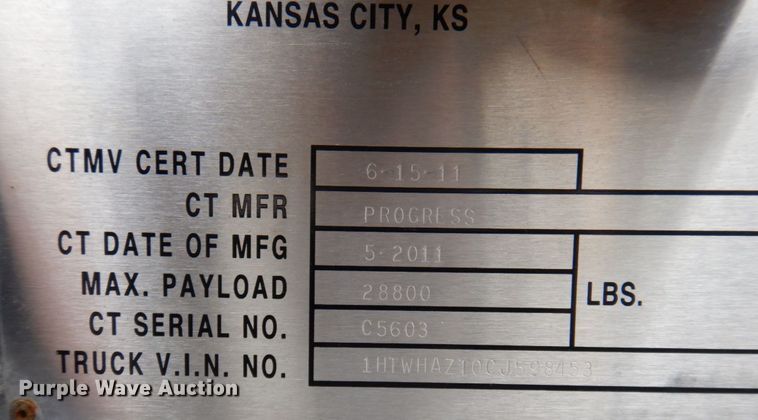 KANSAS CITY, KS
CTMV CERT DATE 6-15-11
CT MFR PROGRESS
CT DATE OF MFG 5-2011
MAX. PAYLOAD 28800 LBS.
CT SERIAL NO. C5603
TRUCK V.I.N. NO.
Purple Wave Auction